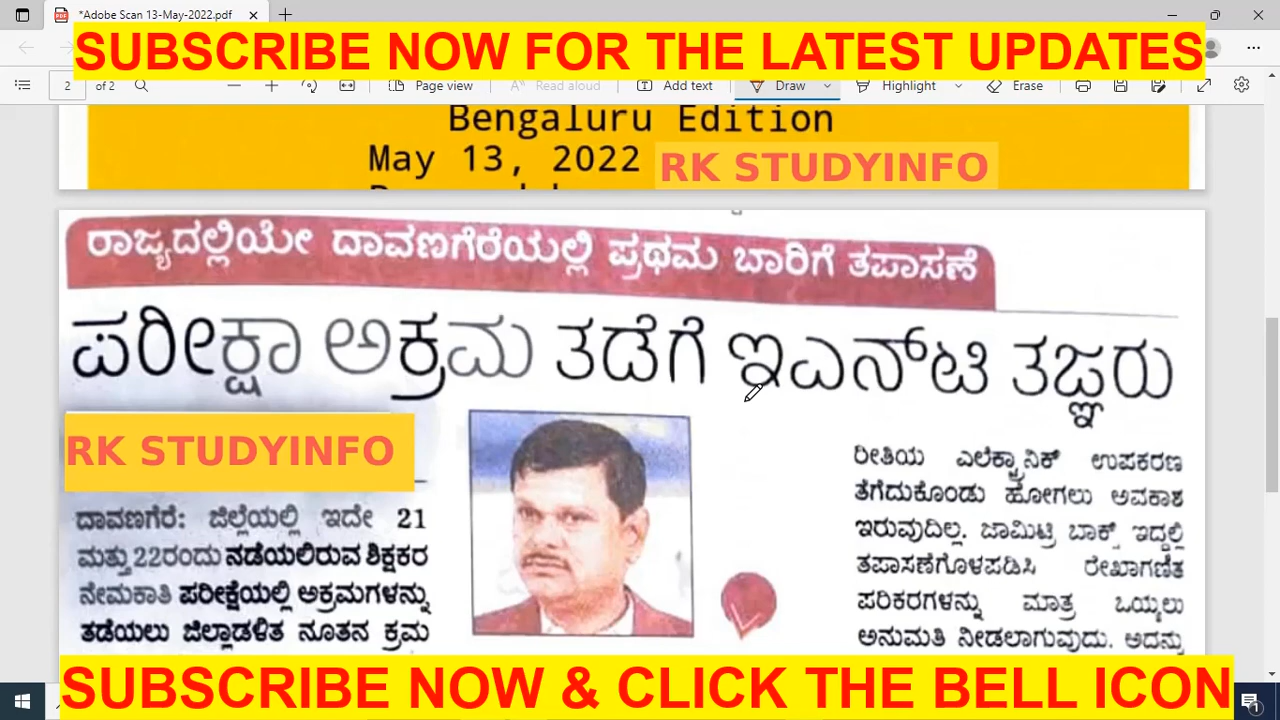 *Adobe Scan 13-May-2022.pdf
SUBSCRIBE NOW FOR THE LATEST UPDATES
2 of 2 Page view Read aloud Add text Draw Highlight Erase
Bengaluru Edition
May 13, 2022
RK STUDYINFO
ರಾಜ್ಯದಲ್ಲಿಯೇ ದಾವಣಗೆರೆಯಲ್ಲಿ ಪ್ರಥಮ ಬಾರಿಗೆ ತಪಾಸಣೆ
ಪರೀಕ್ಷಾ ಅಕ್ರಮ ತಡೆಗೆ ಇಎನ್‌ಟಿ ತಜ್ಞರು
RK STUDYINFO
ದಾವಣಗೆರೆ: ಜಿಲ್ಲೆಯಲ್ಲಿ ಇದೇ 21
ಮತ್ತು 22ರಂದು ನಡೆಯಲಿರುವ ಶಿಕ್ಷಕರ
ನೇಮಕಾತಿ ಪರೀಕ್ಷೆಯಲ್ಲಿ ಅಕ್ರಮಗಳನ್ನು
ತಡೆಯಲು ಜಿಲ್ಲಾಡಳಿತ ನೂತನ ಕ್ರಮ
ರೀತಿಯ ಎಲೆಕ್ಟ್ರಾನಿಕ್ ಉಪಕರಣ
ತೆಗೆದುಕೊಂಡು ಹೋಗಲು ಅವಕಾಶ
ಇರುವುದಿಲ್ಲ. ಜಾಮಿಟ್ರಿ ಬಾಕ್ಸ್ ಇದ್ದಲ್ಲಿ
ತಪಾಸಣೆಗೊಳಪಡಿಸಿ ರೇಖಾಗಣಿತ
ಪರಿಕರಗಳನ್ನು ಮಾತ್ರ ಒಯ್ಯಲು
ಅನುಮತಿ ನೀಡಲಾಗುವುದು. ಅದನ್ನು
SUBSCRIBE NOW & CLICK THE BELL ICON
1